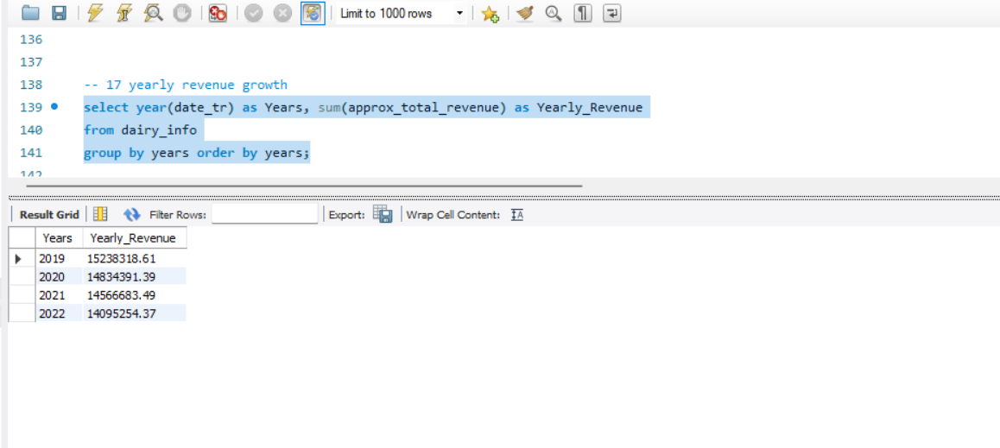 Limit to 1000 rows
136
137
138 -- 17 yearly revenue growth
139 select year(date_tr) as Years, sum(approx_total_revenue) as Yearly_Revenue
140 from dairy_info
141 group by years order by years;
142
Result Grid Filter Rows: Export: Wrap Cell Content: IA
Years Yearly_Revenue
2019 15238318.61
2020 14834391.39
2021 14566683.49
2022 14095254.37